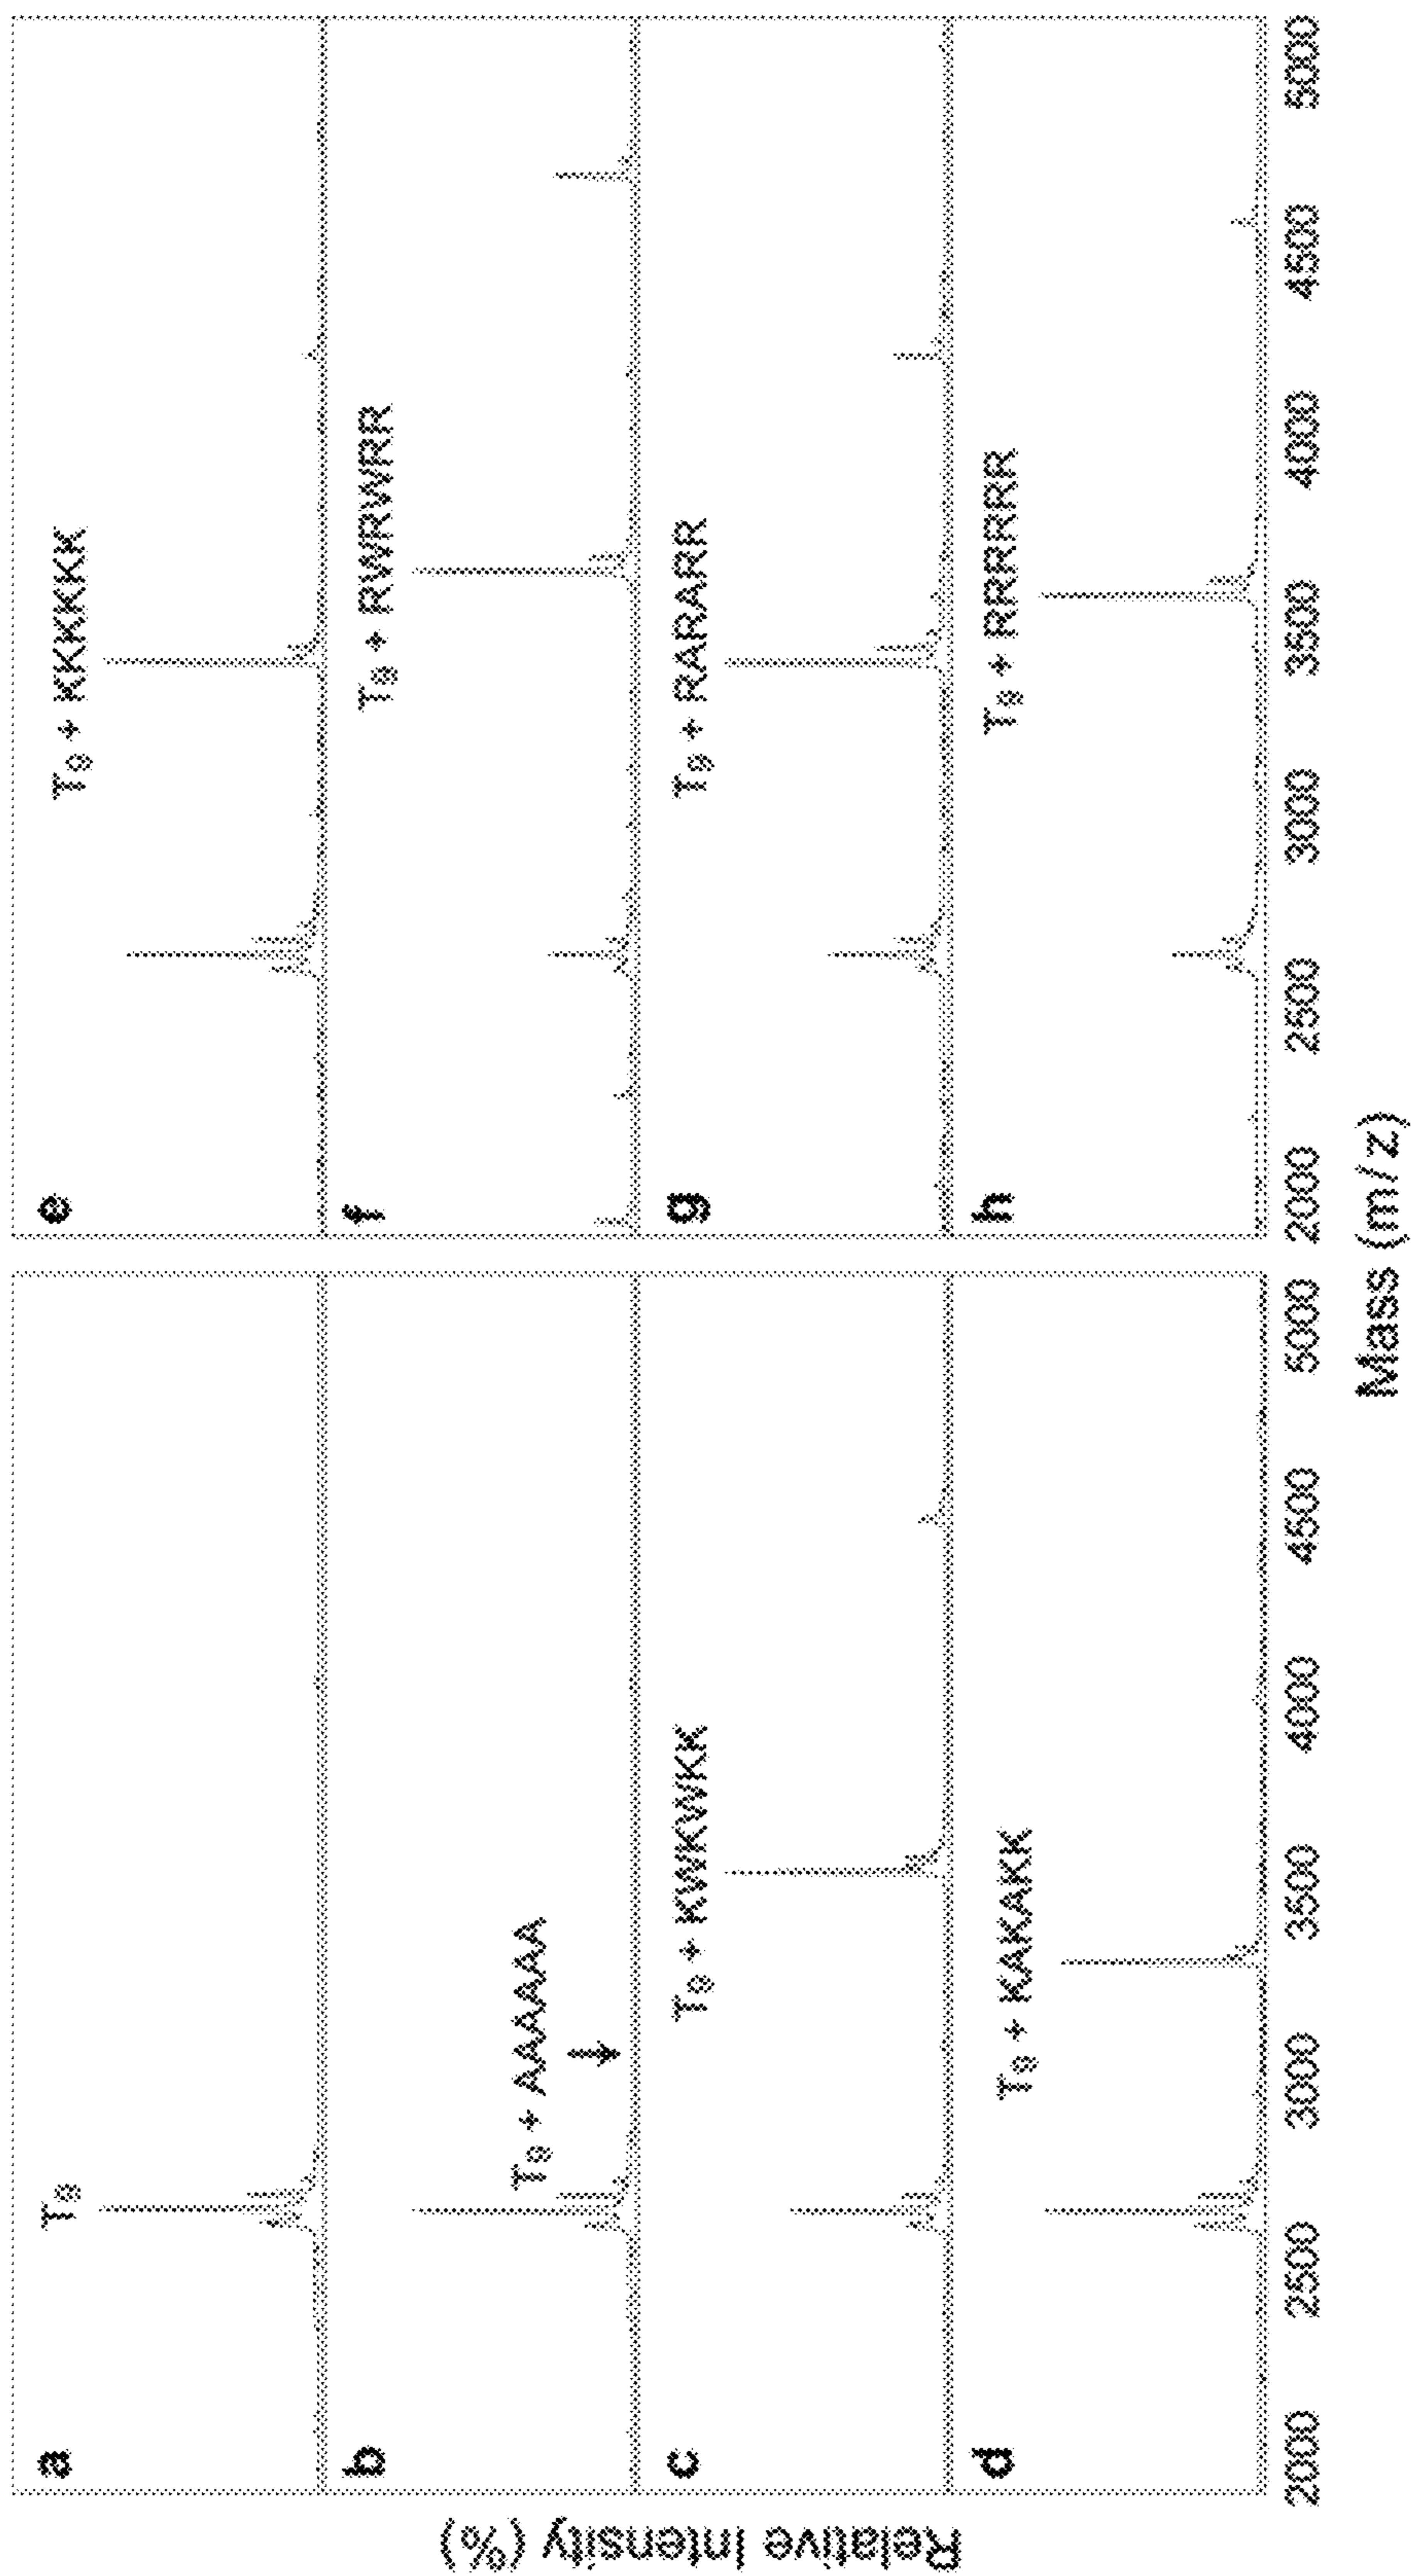 Relative Intensity (%)
a
T9
b
T9 + AAAAAA
c
T9 + KWKWKK
d
T9 + KAKAKK
2000 2500 3000 3500 4000 4500 5000
e
T9 + KKKKKK
f
T9 + RWRWRR
g
T9 + RARARR
h
T9 + RRRRRR
2000 2500 3000 3500 4000 4500 5000
Mass (m/z)